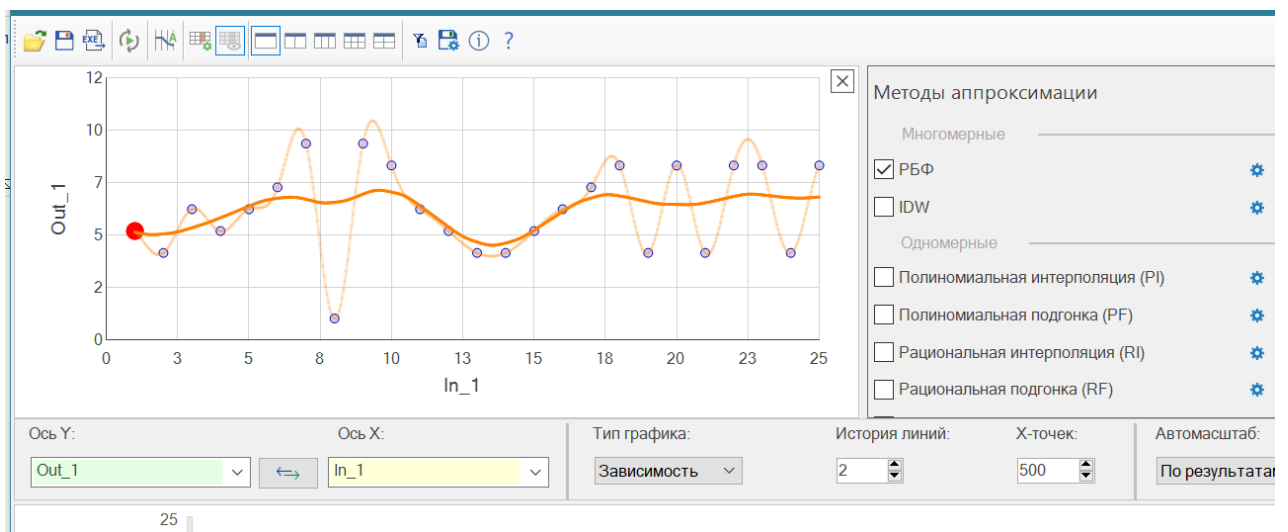 EXE
A
i
?
12
10
7
5
2
0
Out_1
0 3 5 8 10 13 15 18 20 23 25
In_1
Методы аппроксимации
Многомерные
РБФ
IDW
Одномерные
Полиномиальная интерполяция (PI)
Полиномиальная подгонка (PF)
Рациональная интерполяция (RI)
Рациональная подгонка (RF)
Ось Y: Ось X: Тип графика: История линий: X-точек: Автомасштаб:
Out_1 In_1 Зависимость 2 500 По результатам
25